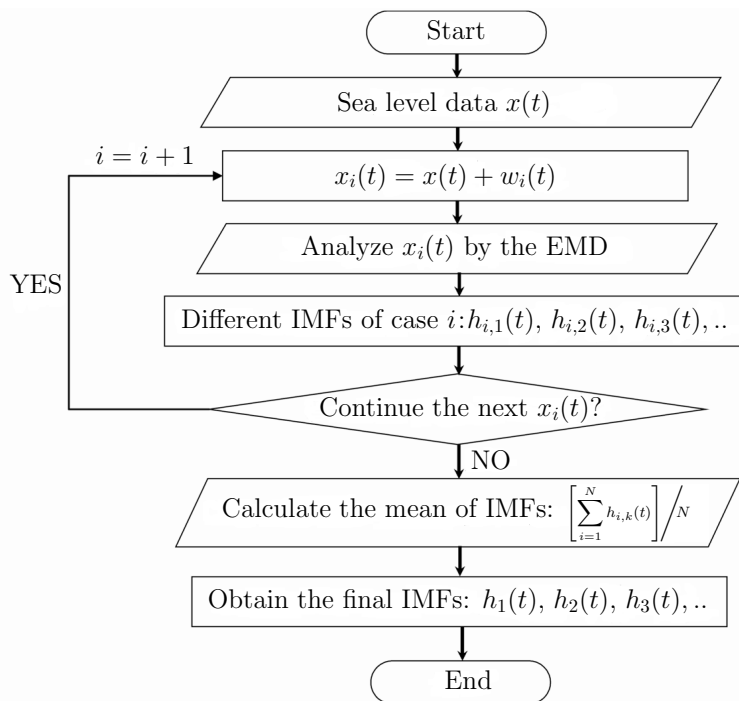 Start
Sea level data x(t)
i = i + 1
x_i(t) = x(t) + w_i(t)
Analyze x_i(t) by the EMD
YES
Different IMFs of case i:h_{i,1}(t), h_{i,2}(t), h_{i,3}(t),..
Continue the next x_i(t)?
NO
Calculate the mean of IMFs: [∑_{i=1}^{N} h_{i,k}(t)]/N
Obtain the final IMFs: h_1(t), h_2(t), h_3(t),..
End